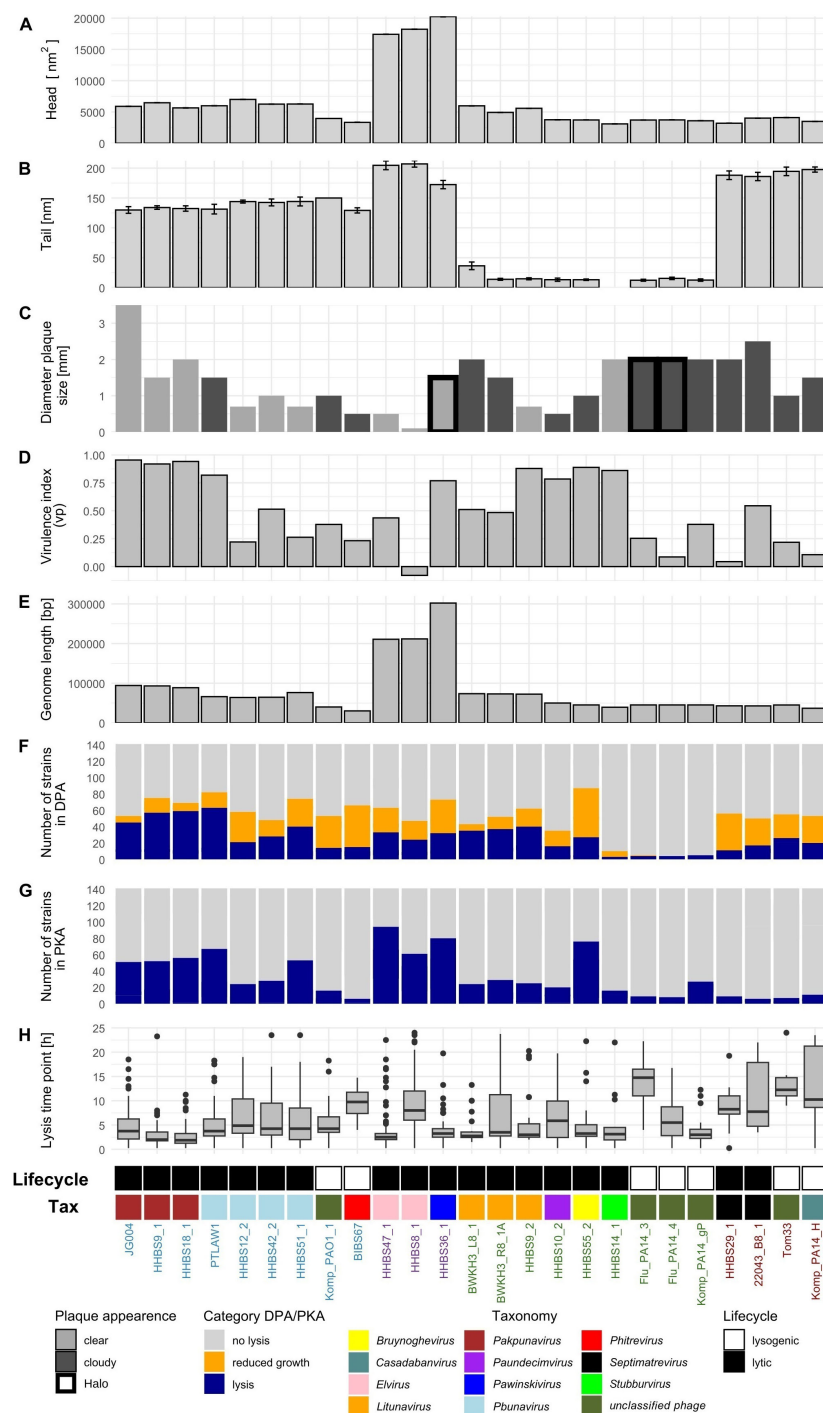 A
Head [ nm²]
20000
15000
10000
5000
0
B
Tail [nm]
200
150
100
50
0
C
Diameter plaque
size [mm]
3
2
1
0
D
Virulence index
(vp)
1.00
0.75
0.50
0.25
0.00
E
Genome length [bp]
300000
200000
100000
0
F
Number of strains
in DPA
140
120
100
80
60
40
20
0
G
Number of strains
in PKA
140
120
100
80
60
40
20
0
H
Lysis time point [h]
25
20
15
10
5
0
Lifecycle
Tax
JG004
HHBS9_1
HHBS18_1
PTLAW1
HHBS12_2
HHBS42_2
HHBS51_1
Komp_PAO1_1
BIBS67
HHBS47_1
HHBS8_1
HHBS36_1
BWKH3_L8_1
BWKH3_R8_1A
HHBS9_2
HHBS10_2
HHBS55_2
HHBS14_1
Flu_PA14_3
Flu_PA14_4
Komp_PA14_gP
HHBS29_1
22043_B8_1
Tom33
Komp_PA14_H
Plaque appearence
clear
cloudy
Halo
Category DPA/PKA
no lysis
reduced growth
lysis
Taxonomy
Bruynoghevirus
Casadabanvirus
Elvirus
Litunavirus
Pakpunavirus
Paundecimvirus
Pawinskivirus
Pbunavirus
Phitrevirus
Septimatrevirus
Stubburvirus
unclassified phage
Lifecycle
lysogenic
lytic